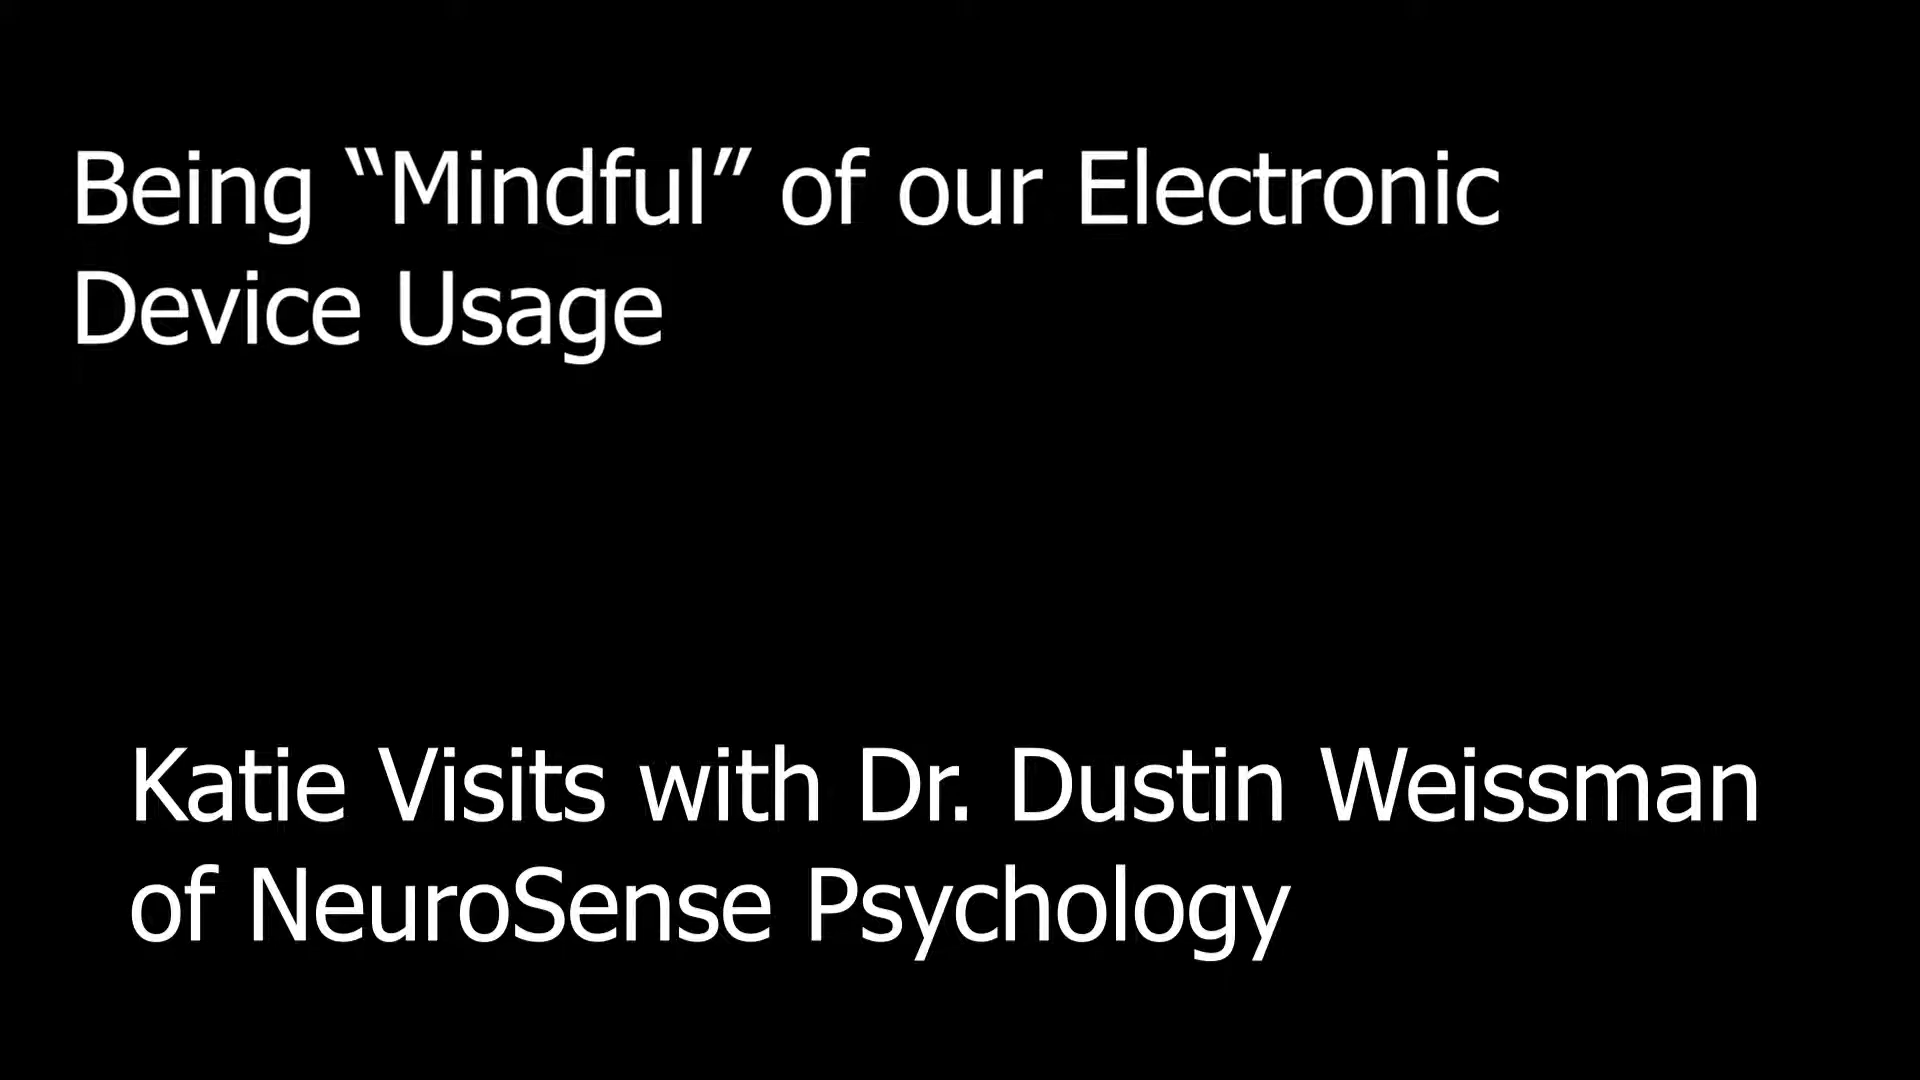 Being “Mindful” of our Electronic
Device Usage
Katie Visits with Dr. Dustin Weissman
of NeuroSense Psychology